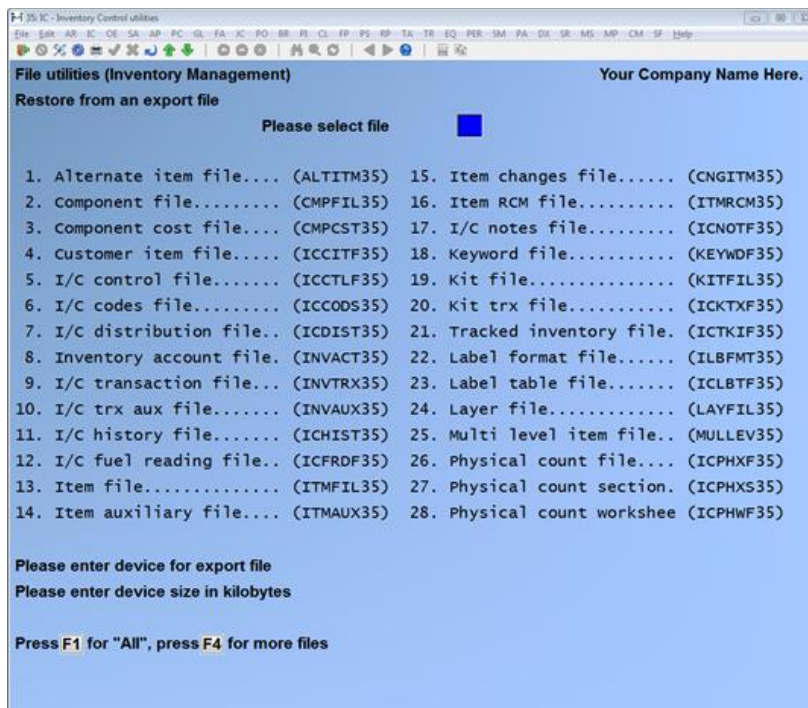 35: IC - Inventory Control utilities
File Edit AR IC OE SA AP PC GL FA JC PO BR PI CL FP PS RP TA TR EQ PER SM PA DX SR MS MP CM SF Help
File utilities (Inventory Management) Your Company Name Here.
Restore from an export file
Please select file
1. Alternate item file.... (ALTITM35) 15. Item changes file...... (CNGITM35)
2. Component file......... (CMPFIL35) 16. Item RCM file.......... (ITMRCM35)
3. Component cost file.... (CMPCST35) 17. I/C notes file......... (ICNOTF35)
4. Customer item file..... (ICCITF35) 18. Keyword file........... (KEYWDF35)
5. I/C control file....... (ICCTLF35) 19. Kit file............... (KITFIL35)
6. I/C codes file......... (ICCODS35) 20. Kit trx file........... (ICKTXF35)
7. I/C distribution file.. (ICDIST35) 21. Tracked inventory file. (ICTKIF35)
8. Inventory account file. (INVACT35) 22. Label format file...... (ILBFMT35)
9. I/C transaction file... (INVTRX35) 23. Label table file....... (ICLBTF35)
10. I/C trx aux file....... (INVAUX35) 24. Layer file............. (LAYFIL35)
11. I/C history file....... (ICHIST35) 25. Multi level item file.. (MULLEV35)
12. I/C fuel reading file.. (ICFRDF35) 26. Physical count file.... (ICPHXF35)
13. Item file.............. (ITMFIL35) 27. Physical count section. (ICPHXS35)
14. Item auxiliary file.... (ITMAUX35) 28. Physical count workshee (ICPHWF35)
Please enter device for export file
Please enter device size in kilobytes
Press F1 for "All", press F4 for more files